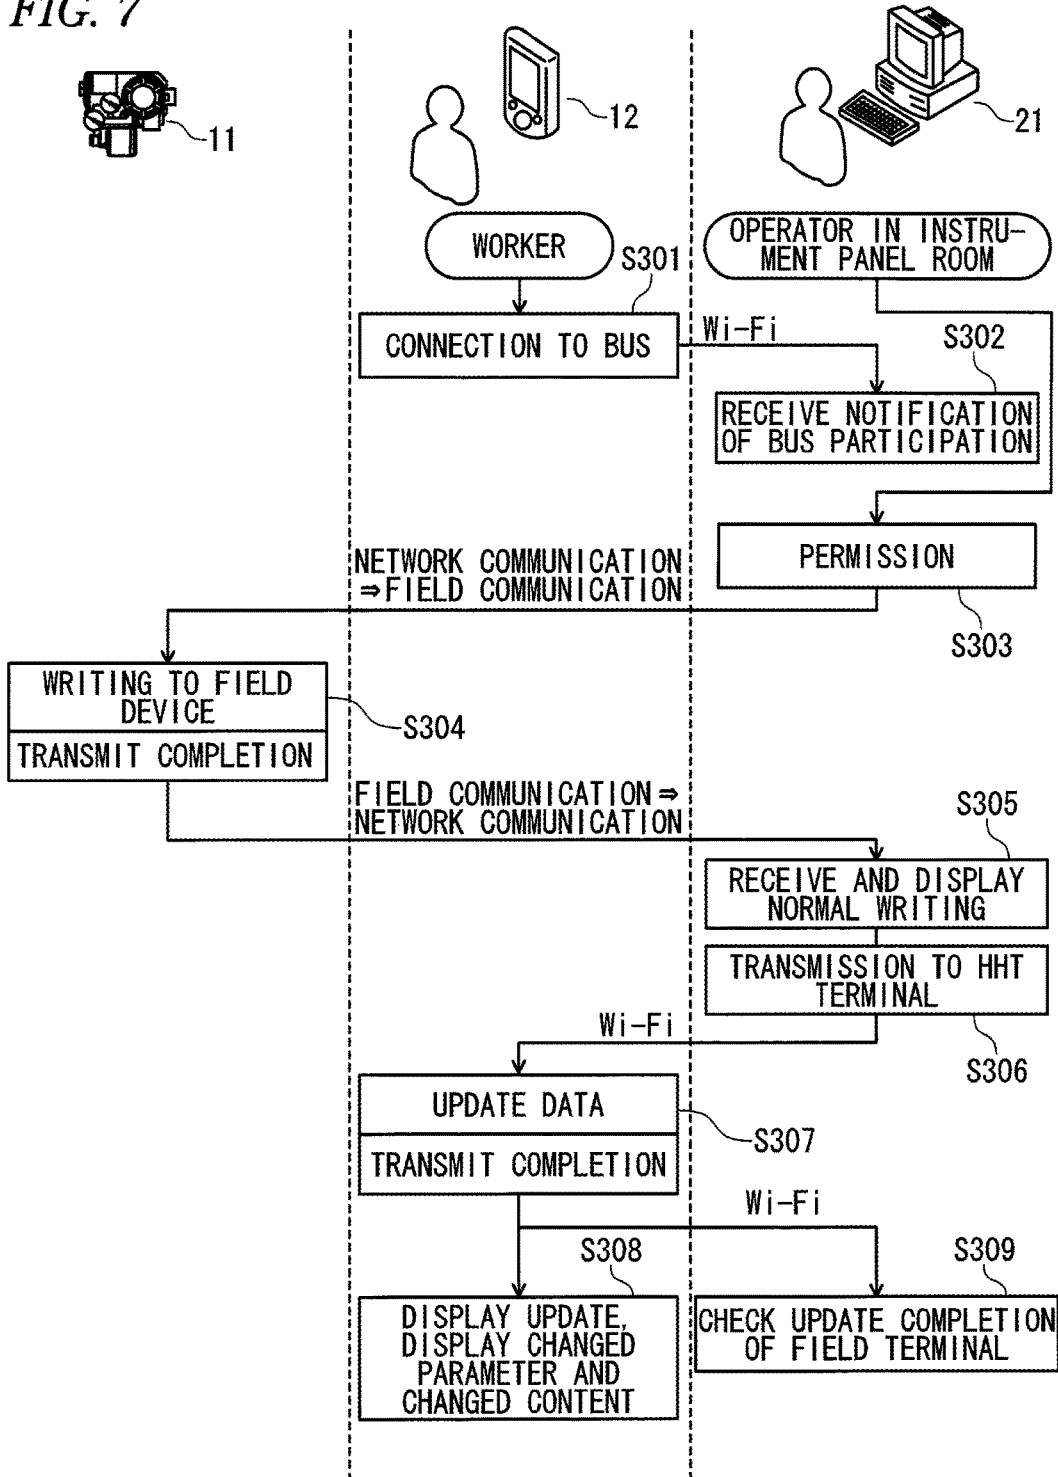 FIG. 7
11
12
21
WORKER
OPERATOR IN INSTRU-
MENT PANEL ROOM
S301
CONNECTION TO BUS
Wi-Fi
S302
RECEIVE NOTIFICATION
OF BUS PARTICIPATION
PERMISSION
S303
NETWORK COMMUNICATION
⇒FIELD COMMUNICATION
WRITING TO FIELD
DEVICE
TRANSMIT COMPLETION
S304
FIELD COMMUNICATION⇒
NETWORK COMMUNICATION
S305
RECEIVE AND DISPLAY
NORMAL WRITING
TRANSMISSION TO HHT
TERMINAL
S306
Wi-Fi
UPDATE DATA
TRANSMIT COMPLETION
S307
Wi-Fi
S308
DISPLAY UPDATE,
DISPLAY CHANGED
PARAMETER AND
CHANGED CONTENT
S309
CHECK UPDATE COMPLETION
OF FIELD TERMINAL